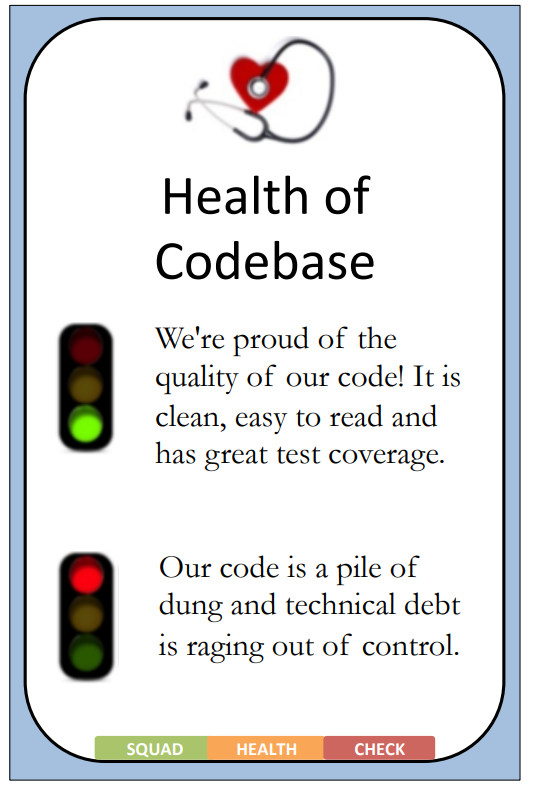 Health of
Codebase
We're proud of the
quality of our code! It is
clean, easy to read and
has great test coverage.
Our code is a pile of
dung and technical debt
is raging out of control.
SQUAD HEALTH CHECK